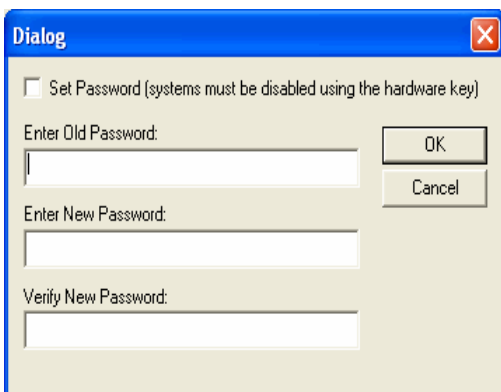 Dialog
Set Password (systems must be disabled using the hardware key)
Enter Old Password:
OK
Cancel
Enter New Password:
Verify New Password: